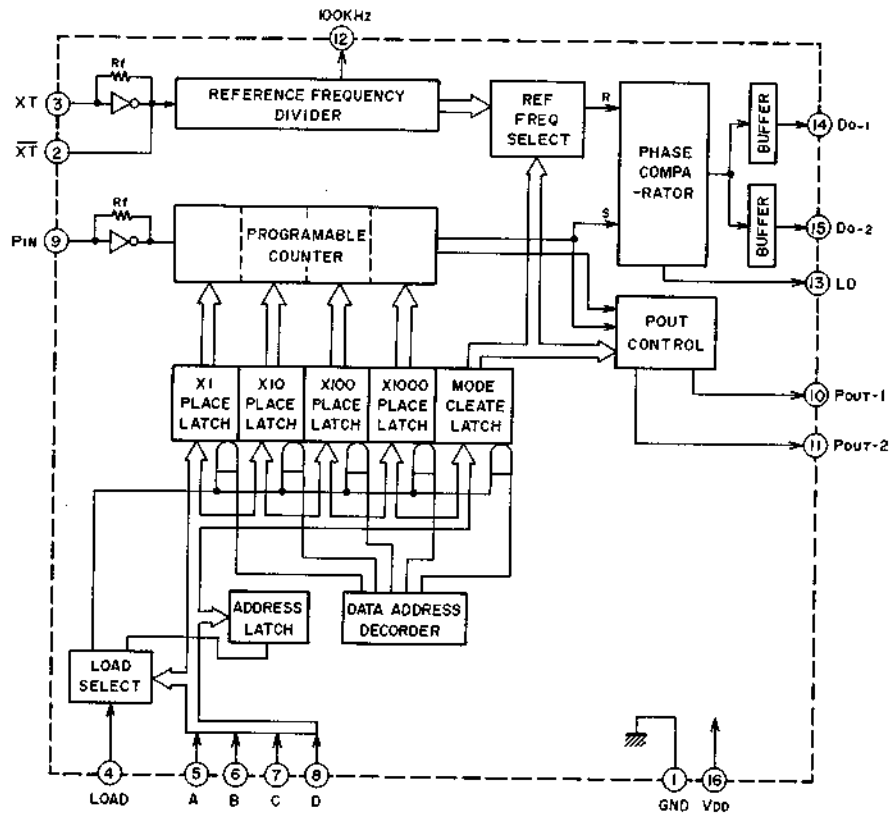 100KHz
12
Rf
XT
3
REFERENCE FREQUENCY
DIVIDER
REF
FREQ
SELECT
R
PHASE
COMPA
-RATOR
BUFFER
14
Do-1
XT
2
Rf
PIN
9
PROGRAMABLE
COUNTER
S
BUFFER
15
Do-2
13
LD
POUT
CONTROL
X1
PLACE
LATCH
X10
PLACE
LATCH
X100
PLACE
LATCH
X1000
PLACE
LATCH
MODE
CLEATE
LATCH
10
POUT-1
11
POUT-2
ADDRESS
LATCH
DATA ADDRESS
DECORDER
LOAD
SELECT
4
LOAD
5
A
6
B
7
C
8
D
1
GND
16
VDD